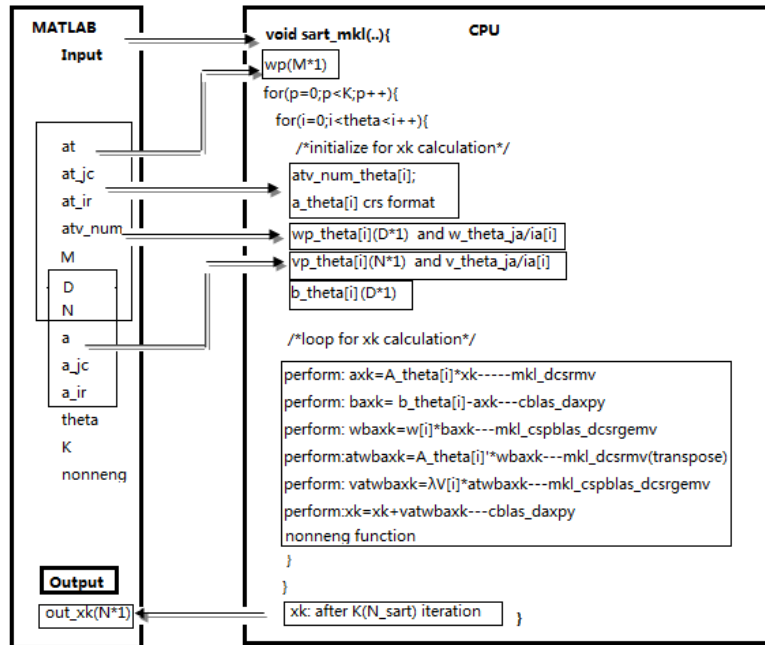 MATLAB
Input
at
at_jc
at_ir
atv_num
M
D
N
a
a_jc
a_ir
theta
K
nonneng
Output
out_xk(N*1)
CPU
void sart_mkl(..){
wp(M*1)
for(p=0;p<K;p++){
for(i=0;i<theta<i++){
/*initialize for xk calculation*/
atv_num_theta[i];
a_theta[i] crs format
wp_theta[i](D*1) and w_theta_ja/ia[i]
vp_theta[i](N*1) and v_theta_ja/ia[i]
b_theta[i](D*1)
/*loop for xk calculation*/
perform: axk=A_theta[i]*xk-----mkl_dcsrmv
perform: baxk= b_theta[i]-axk---cblas_daxpy
perform: wbaxk=w[i]*baxk---mkl_cspblas_dcsrgemv
perform:atwbaxk=A_theta[i]'*wbaxk---mkl_dcsrmv(transpose)
perform: vatwbaxk=λV[i]*atwbaxk---mkl_cspblas_dcsrgemv
perform:xk=xk+vatwbaxk---cblas_daxpy
nonneng function
}
}
xk: after K(N_sart) iteration
}